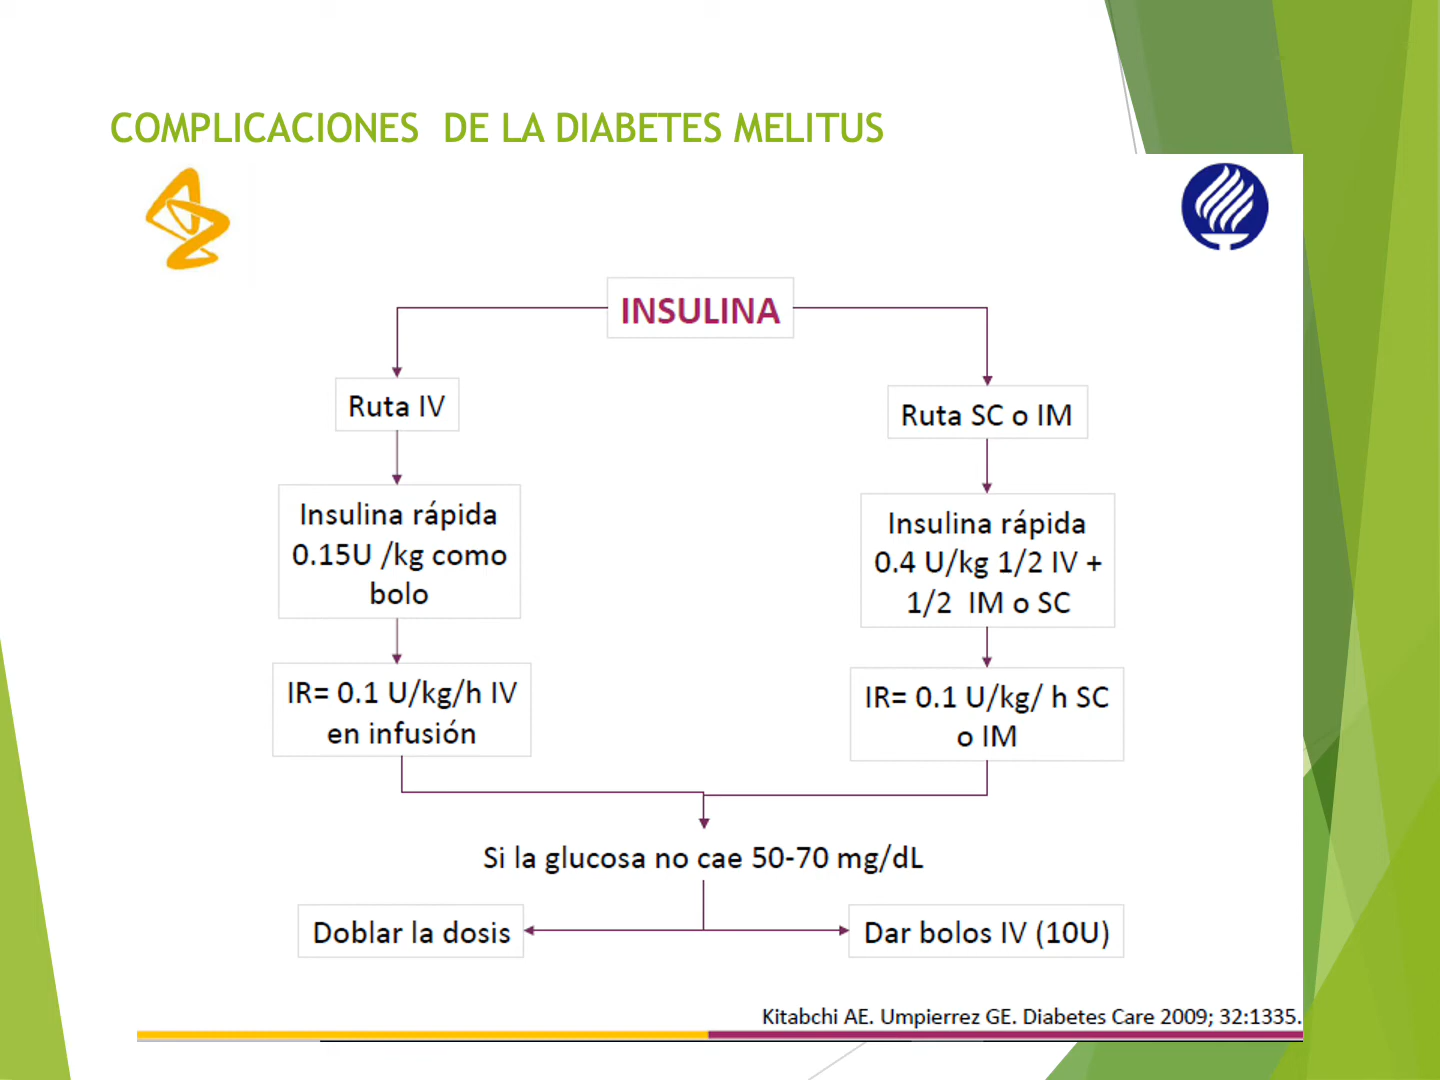 COMPLICACIONES DE LA DIABETES MELITUS
INSULINA
Ruta IV
Ruta SC o IM
Insulina rápida
0.15U /kg como
bolo
Insulina rápida
0.4 U/kg 1/2 IV +
1/2 IM o SC
IR= 0.1 U/kg/h IV
en infusión
IR= 0.1 U/kg/ h SC
o IM
Si la glucosa no cae 50-70 mg/dL
Doblar la dosis
Dar bolos IV (10U)
Kitabchi AE. Umpierrez GE. Diabetes Care 2009; 32:1335.